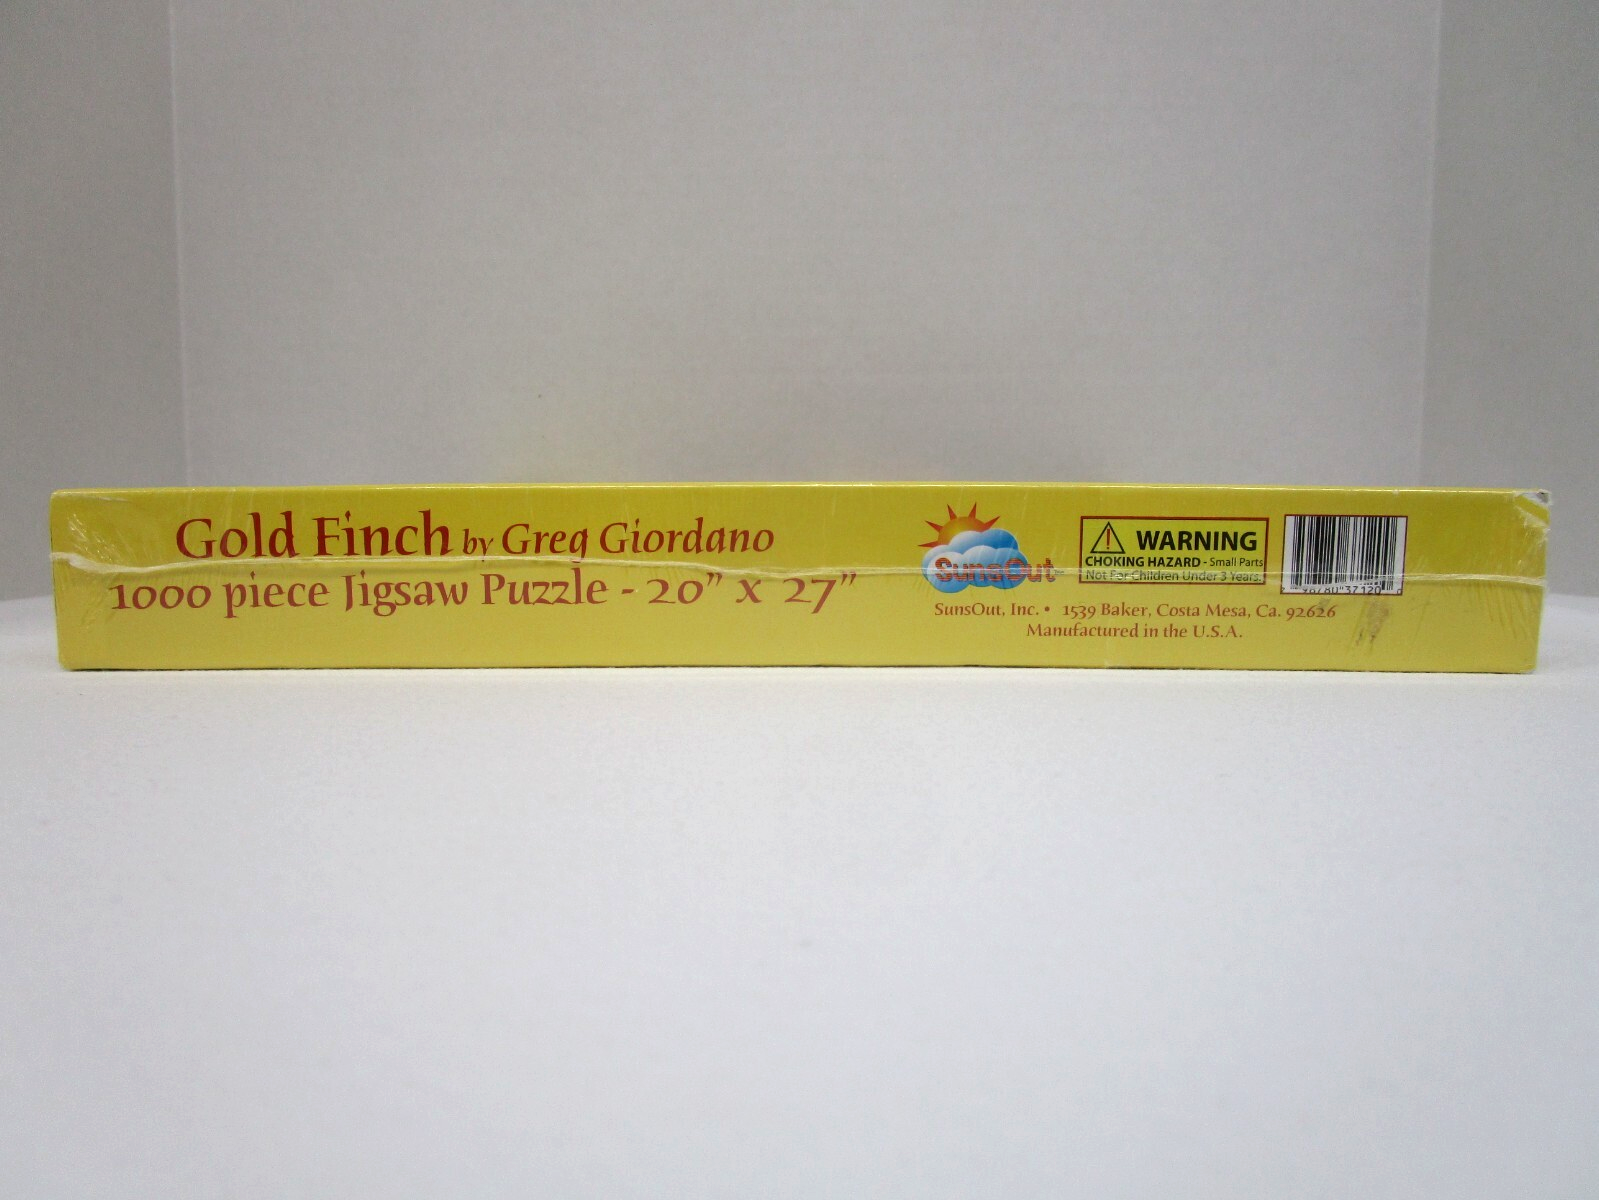 Gold Finch by Greg Giordano
1000 piece Jigsaw Puzzle - 20" x 27"
SunsOut
WARNING
CHOKING HAZARD - Small Parts
Not For Children Under 3 Years.
SunsOut, Inc. • 1539 Baker, Costa Mesa, Ca. 92626
Manufactured in the U.S.A.